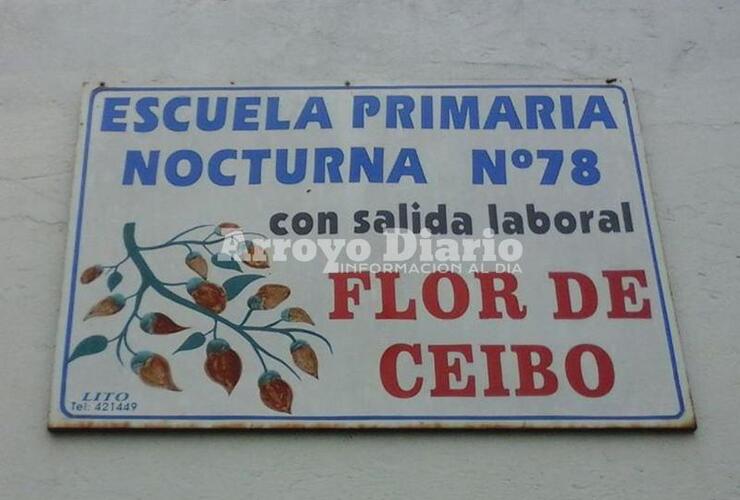 ESCUELA PRIMARIA
NOCTURNA Nº78
con salida laboral
Arroyo Diario
INFORMACION AL DIA
FLOR DE
CEIBO
LITO
Tel: 421449